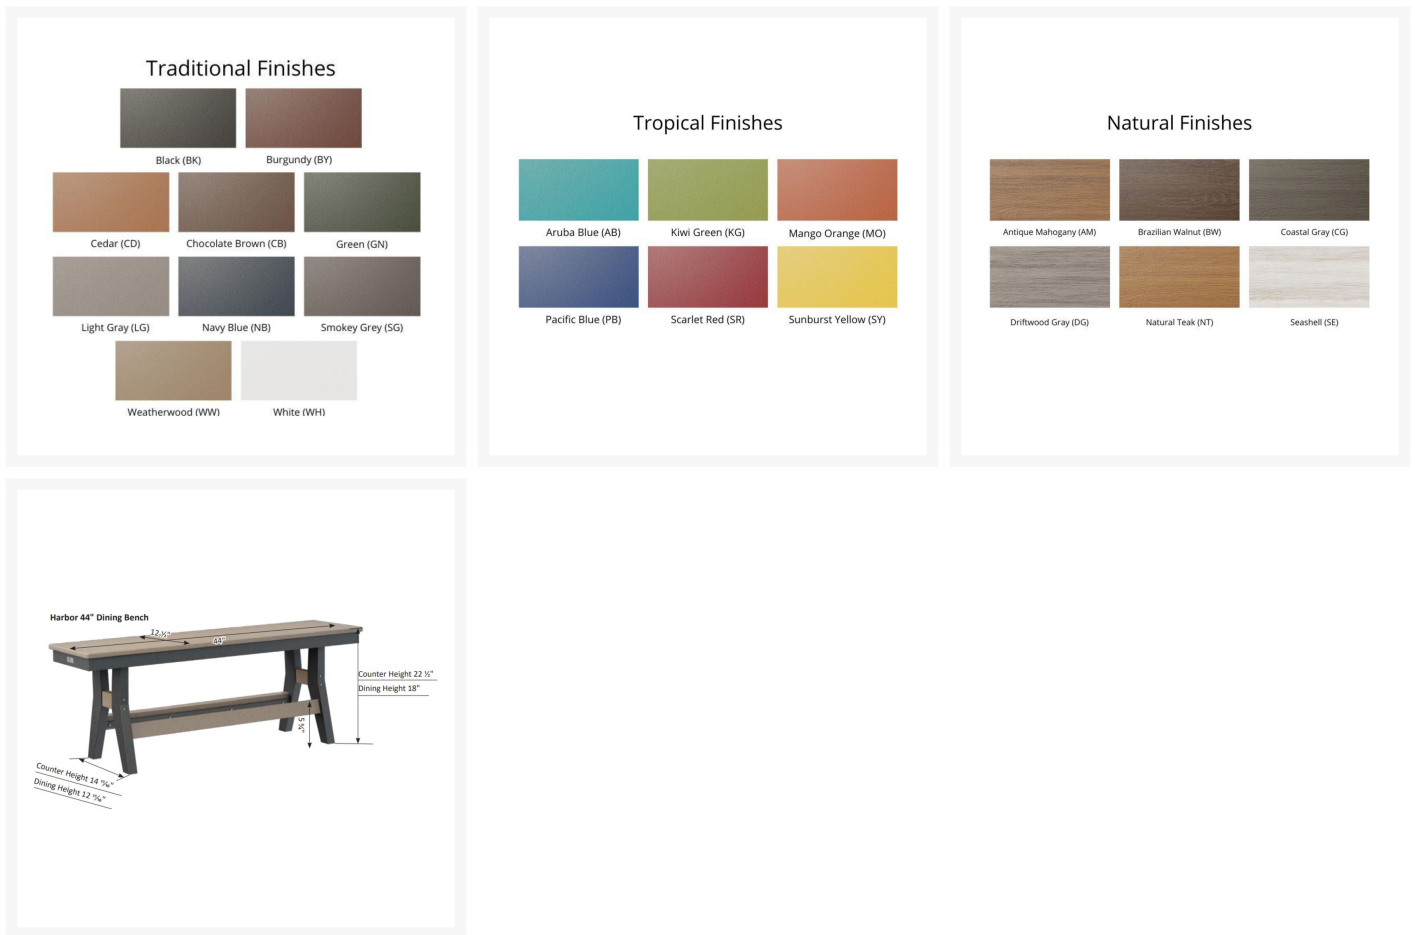 Traditional Finishes
Black (BK)
Burgundy (BY)
Cedar (CD)
Chocolate Brown (CB)
Green (GN)
Light Gray (LG)
Navy Blue (NB)
Smokey Grey (SG)
Weatherwood (WW)
White (WH)
Tropical Finishes
Aruba Blue (AB)
Kiwi Green (KG)
Mango Orange (MO)
Pacific Blue (PB)
Scarlet Red (SR)
Sunburst Yellow (SY)
Natural Finishes
Antique Mahogany (AM)
Brazilian Walnut (BW)
Coastal Gray (CG)
Driftwood Gray (DG)
Natural Teak (NT)
Seashell (SE)
Harbor 44" Dining Bench
12 ½"
44"
Counter Height 22 ½"
Dining Height 18"
Counter Height 14
Dining Height 12